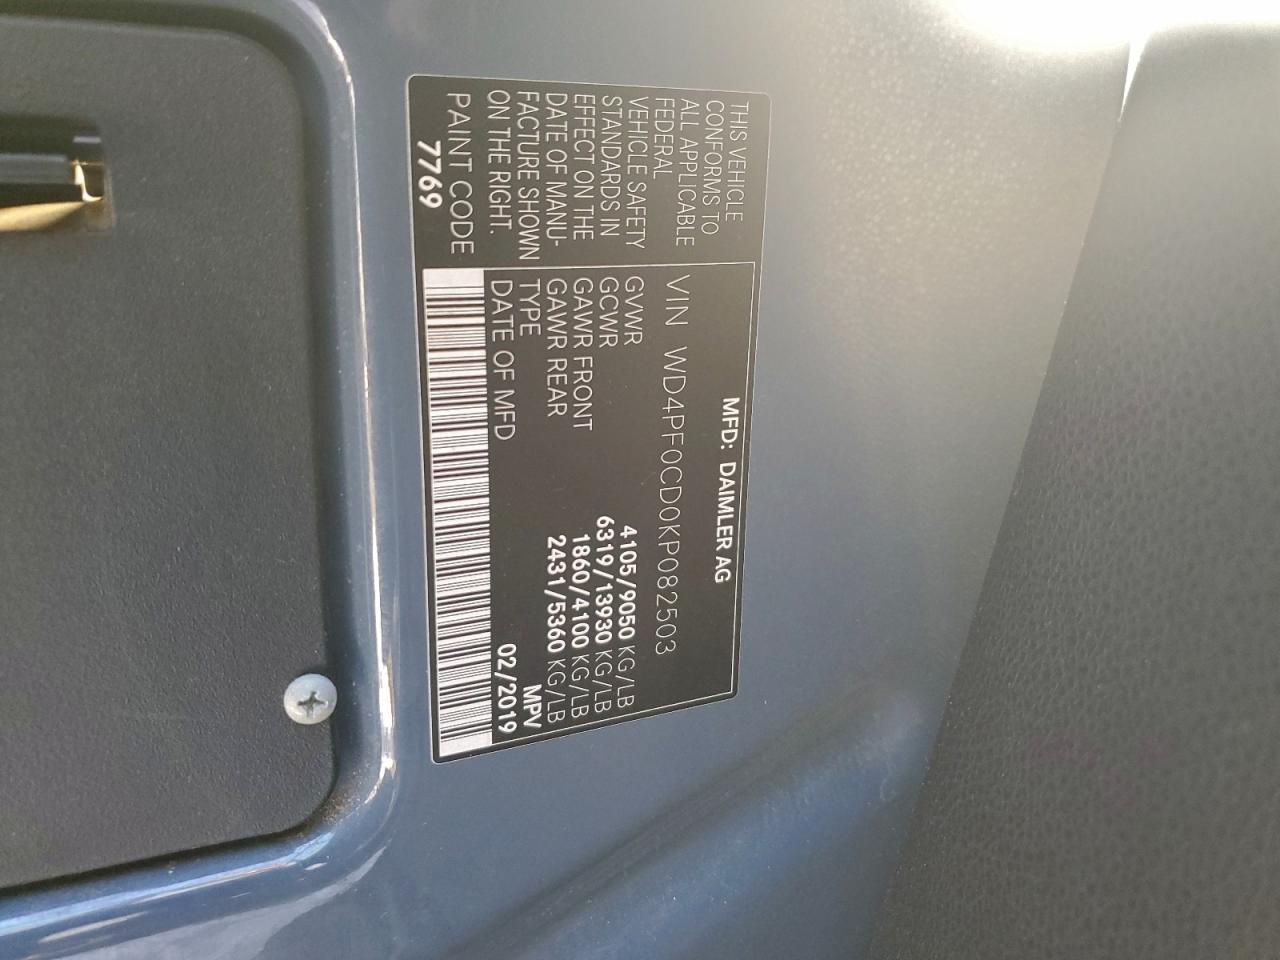 MFD: DAIMLER AG
THIS VEHICLE
CONFORMS TO
ALL APPLICABLE
FEDERAL
VEHICLE SAFETY
STANDARDS IN
EFFECT ON THE
DATE OF MANU-
FACTURE SHOWN
ON THE RIGHT.
PAINT CODE
7769
VIN WD4PF0CD0KP082503
GVWR 4105/9050 KG/LB
GCWR 6319/13930 KG/LB
GAWR FRONT 1860/4100 KG/LB
GAWR REAR 2431/5360 KG/LB
TYPE MPV
DATE OF MFD 02/2019